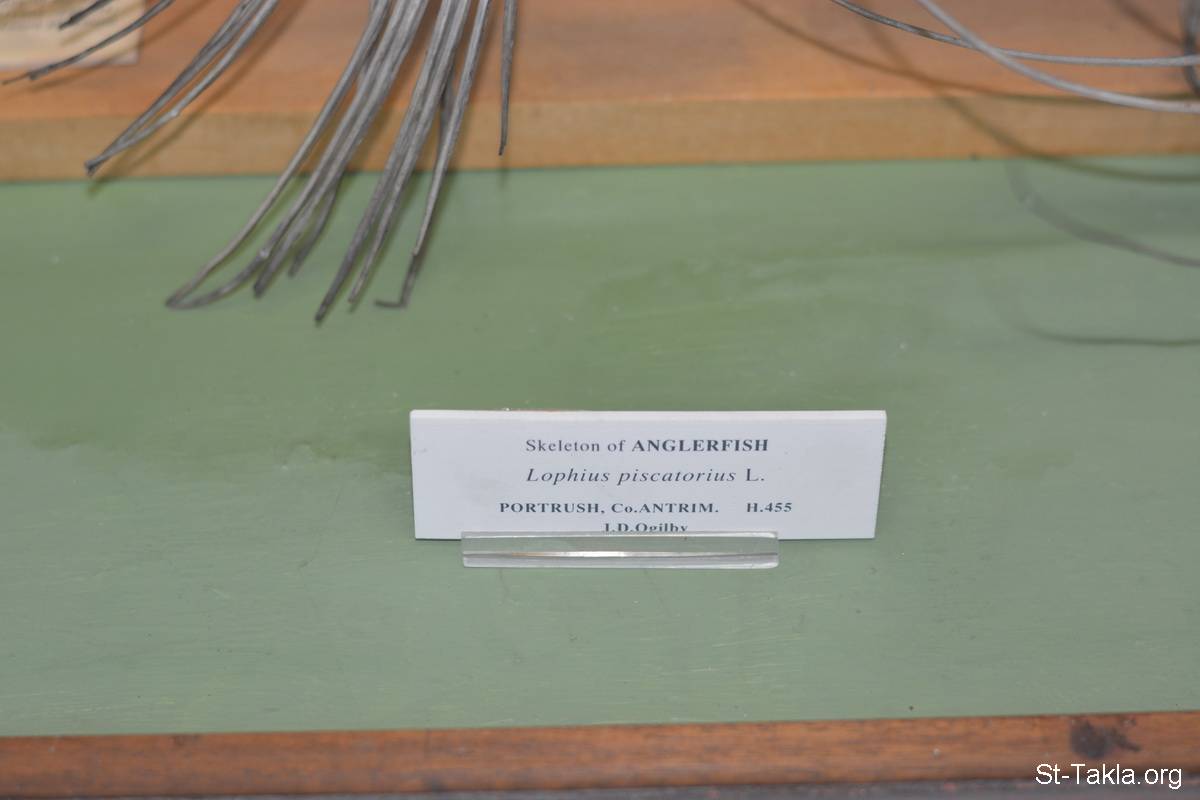 Skeleton of ANGLERFISH
Lophius piscatorius L.
PORTRUSH, Co.ANTRIM. H.455
J.D.Ogilby
St-Takla.org